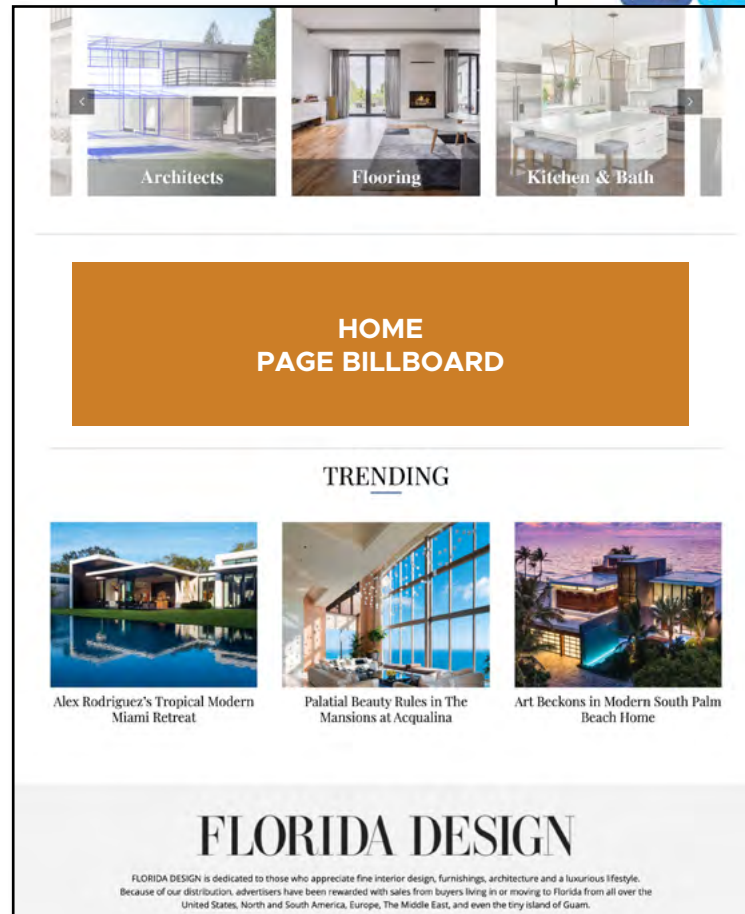 Architects
Flooring
Kitchen & Bath
HOME
PAGE BILLBOARD
TRENDING
Alex Rodriguez's Tropical Modern
Miami Retreat
Palatial Beauty Rules in The
Mansions at Acqualina
Art Beckons in Modern South Palm
Beach Home
FLORIDA DESIGN
FLORIDA DESIGN is dedicated to those who appreciate fine interior design, furnishings, architecture and a luxurious lifestyle.
Because of our distribution, advertisers have been rewarded with sales from buyers living in or moving to Florida from all over the
United States, North and South America, Europe, The Middle East, and even the tiny island of Guam.